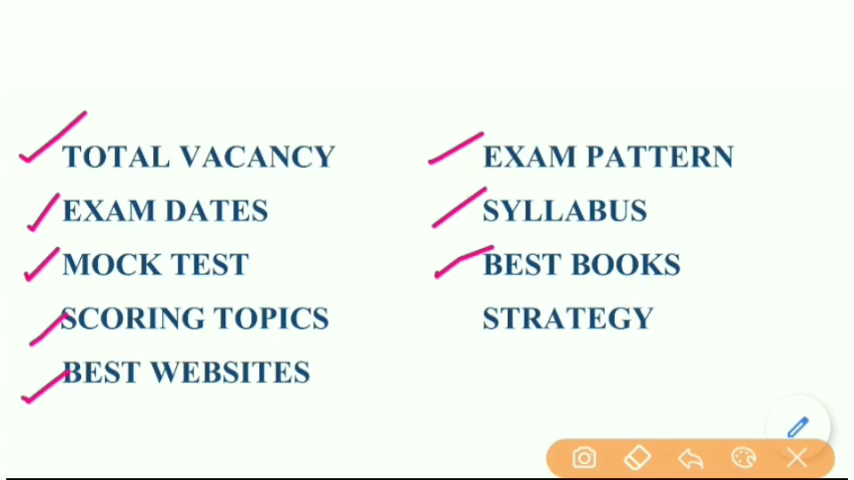 TOTAL VACANCY
EXAM DATES
MOCK TEST
SCORING TOPICS
BEST WEBSITES
EXAM PATTERN
SYLLABUS
BEST BOOKS
STRATEGY